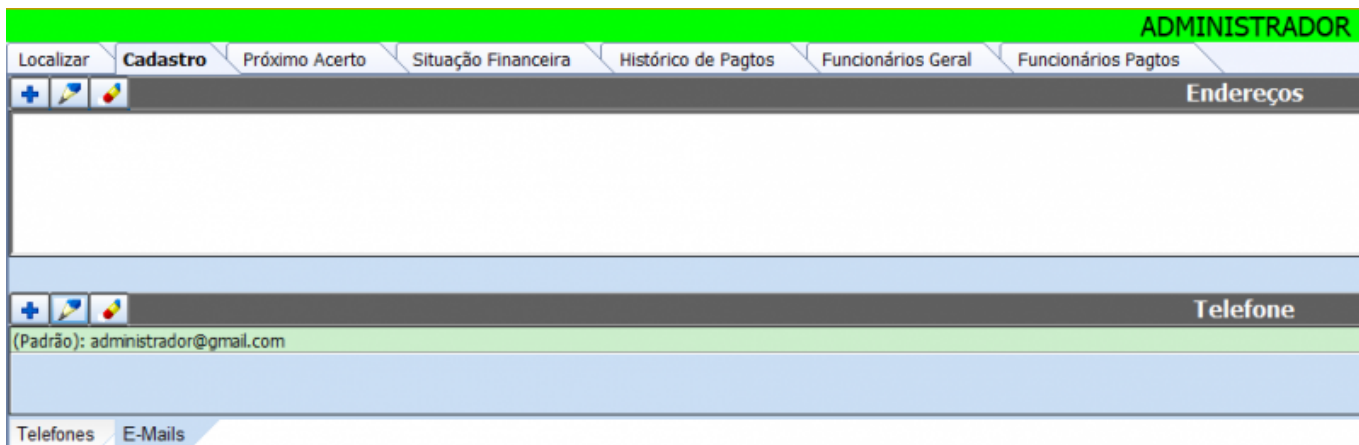 ADMINISTRADOR
Localizar Cadastro Próximo Acerto Situação Financeira Histórico de Pagtos Funcionários Geral Funcionários Pagtos
Endereços
Telefone
(Padrão): administrador@gmail.com
Telefones E-Mails